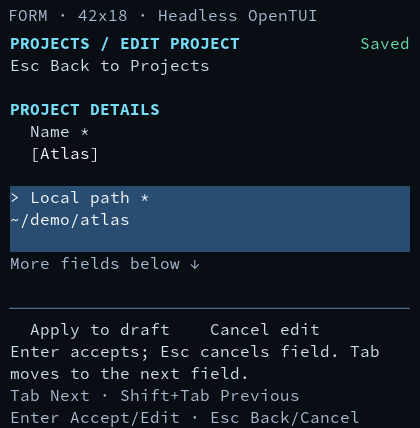 FORM · 42x18 · Headless OpenTUI
PROJECTS / EDIT PROJECT Saved
Esc Back to Projects
PROJECT DETAILS
Name *
[Atlas]
> Local path *
~/demo/atlas
More fields below ↓
Apply to draft Cancel edit
Enter accepts; Esc cancels field. Tab
moves to the next field.
Tab Next · Shift+Tab Previous
Enter Accept/Edit · Esc Back/Cancel